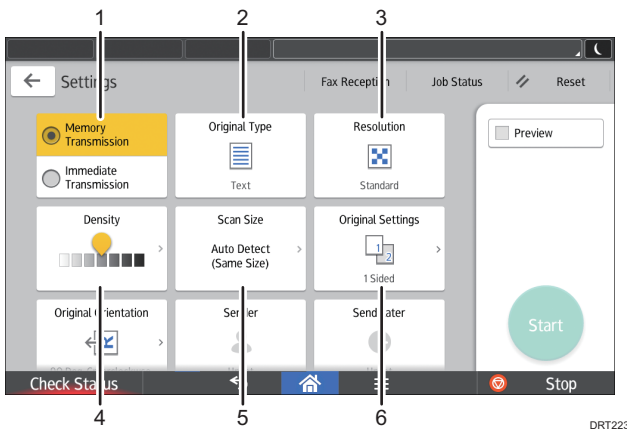 1 2 3
Settings
Fax Reception
Job Status
Reset
Memory
Transmission
Immediate
Transmission
Original Type
Text
Resolution
Standard
Preview
Density
Scan Size
Auto Detect
(Same Size)
Original Settings
1
2
1 Sided
Original Orientation
Sender
Send Later
Start
Check Status
Stop
4 5 6
DRT223